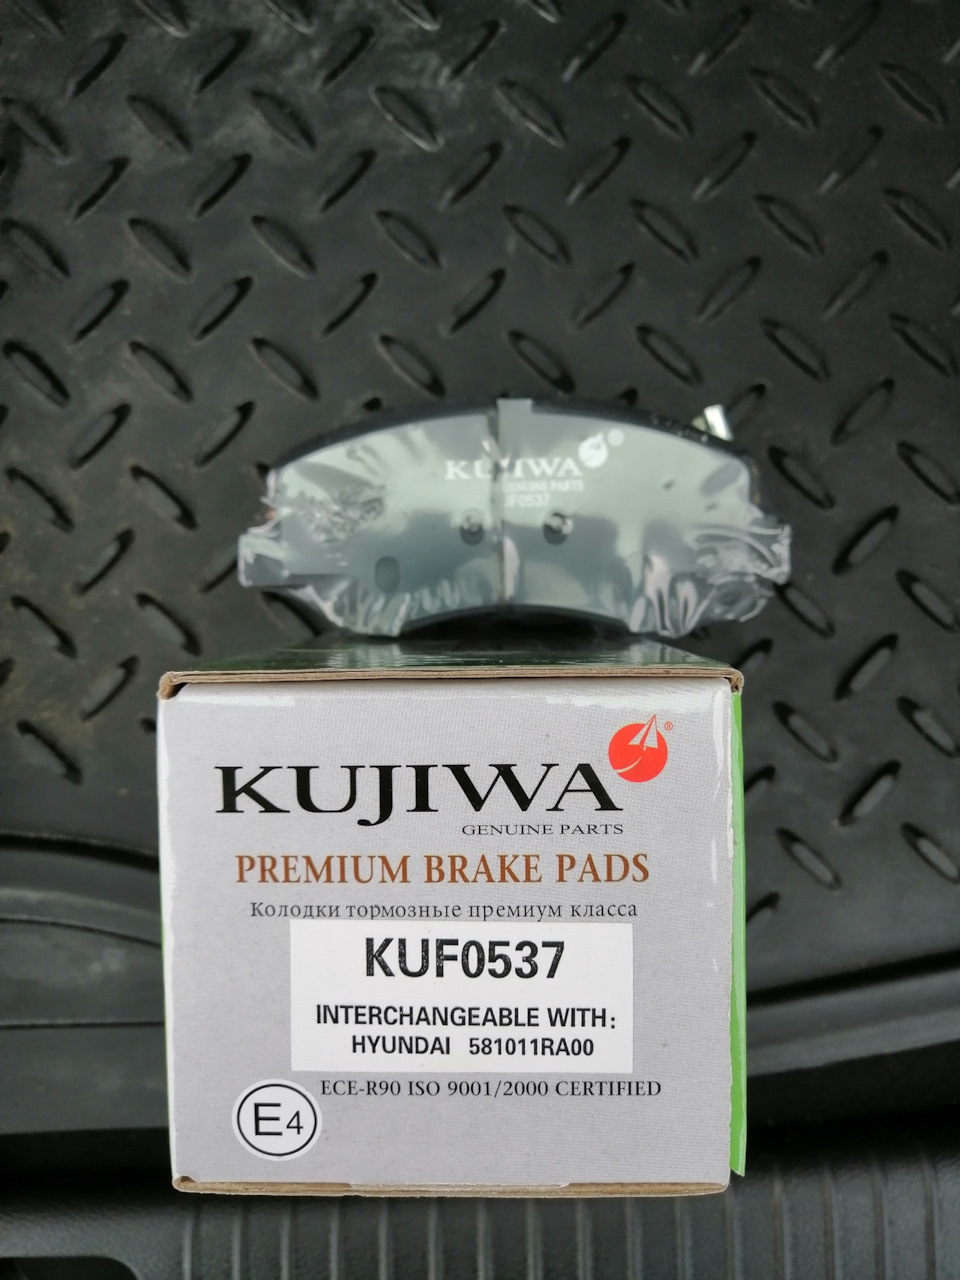 KUJIWA
GENUINE PARTS
UF0537
KUJIWA®
GENUINE PARTS
PREMIUM BRAKE PADS
Колодки тормозные премиум класса
KUF0537
INTERCHANGEABLE WITH:
HYUNDAI 581011RA00
ECE-R90 ISO 9001/2000 CERTIFIED
E4